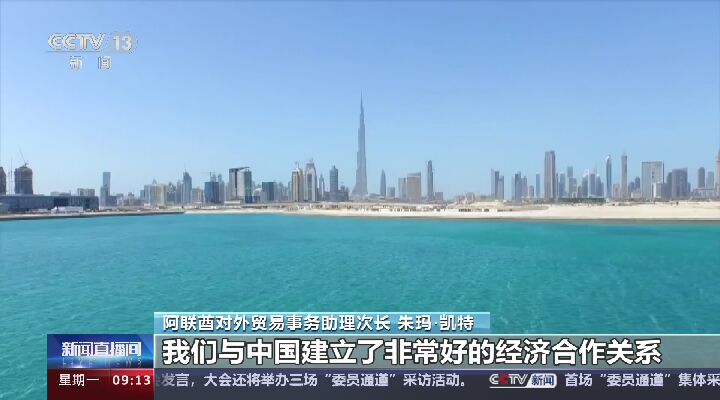 CCTV 13
新闻
阿联酋对外贸易事务助理次长 朱玛·凯特
新闻直播间
我们与中国建立了非常好的经济合作关系
星期一 09:13
发言，大会还将举办三场“委员通道”采访活动。 CCTV 新闻 首场“委员通道”集体采